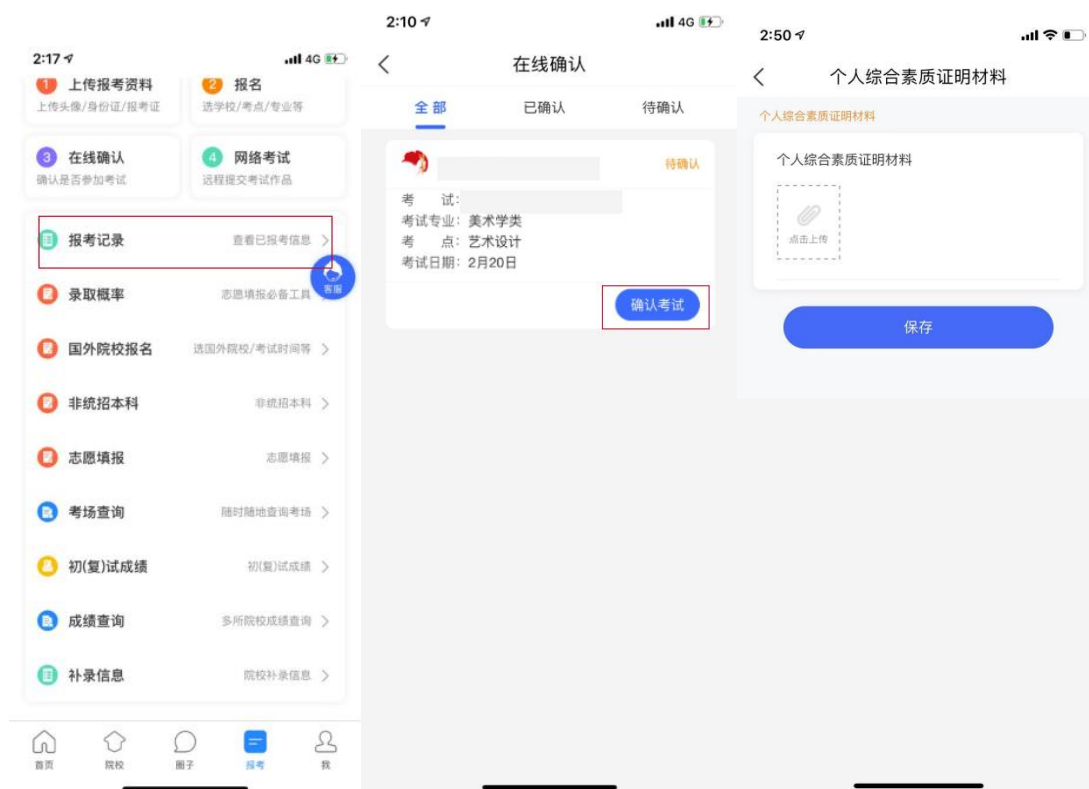 2:17
4G
1 上传报考资料
上传头像/身份证/报考证
2 报名
选学校/考点/专业等
3 在线确认
确认是否参加考试
4 网络考试
远程提交考试作品
报考记录 查看已报考信息
客服
录取概率 志愿填报必备工具
国外院校报名 选国外院校/考试时间等
非统招本科 非统招本科
志愿填报 志愿填报
考场查询 随时随地查询考场
初(复)试成绩 初(复)试成绩
成绩查询 多所院校成绩查询
补录信息 院校补录信息
首页 院校 圈子 报考 我
2:10
4G
在线确认
全部 已确认 待确认
待确认
考 试:
考试专业: 美术学类
考 点: 艺术设计
考试日期: 2月20日
确认考试
2:50
个人综合素质证明材料
个人综合素质证明材料
个人综合素质证明材料
点击上传
保存